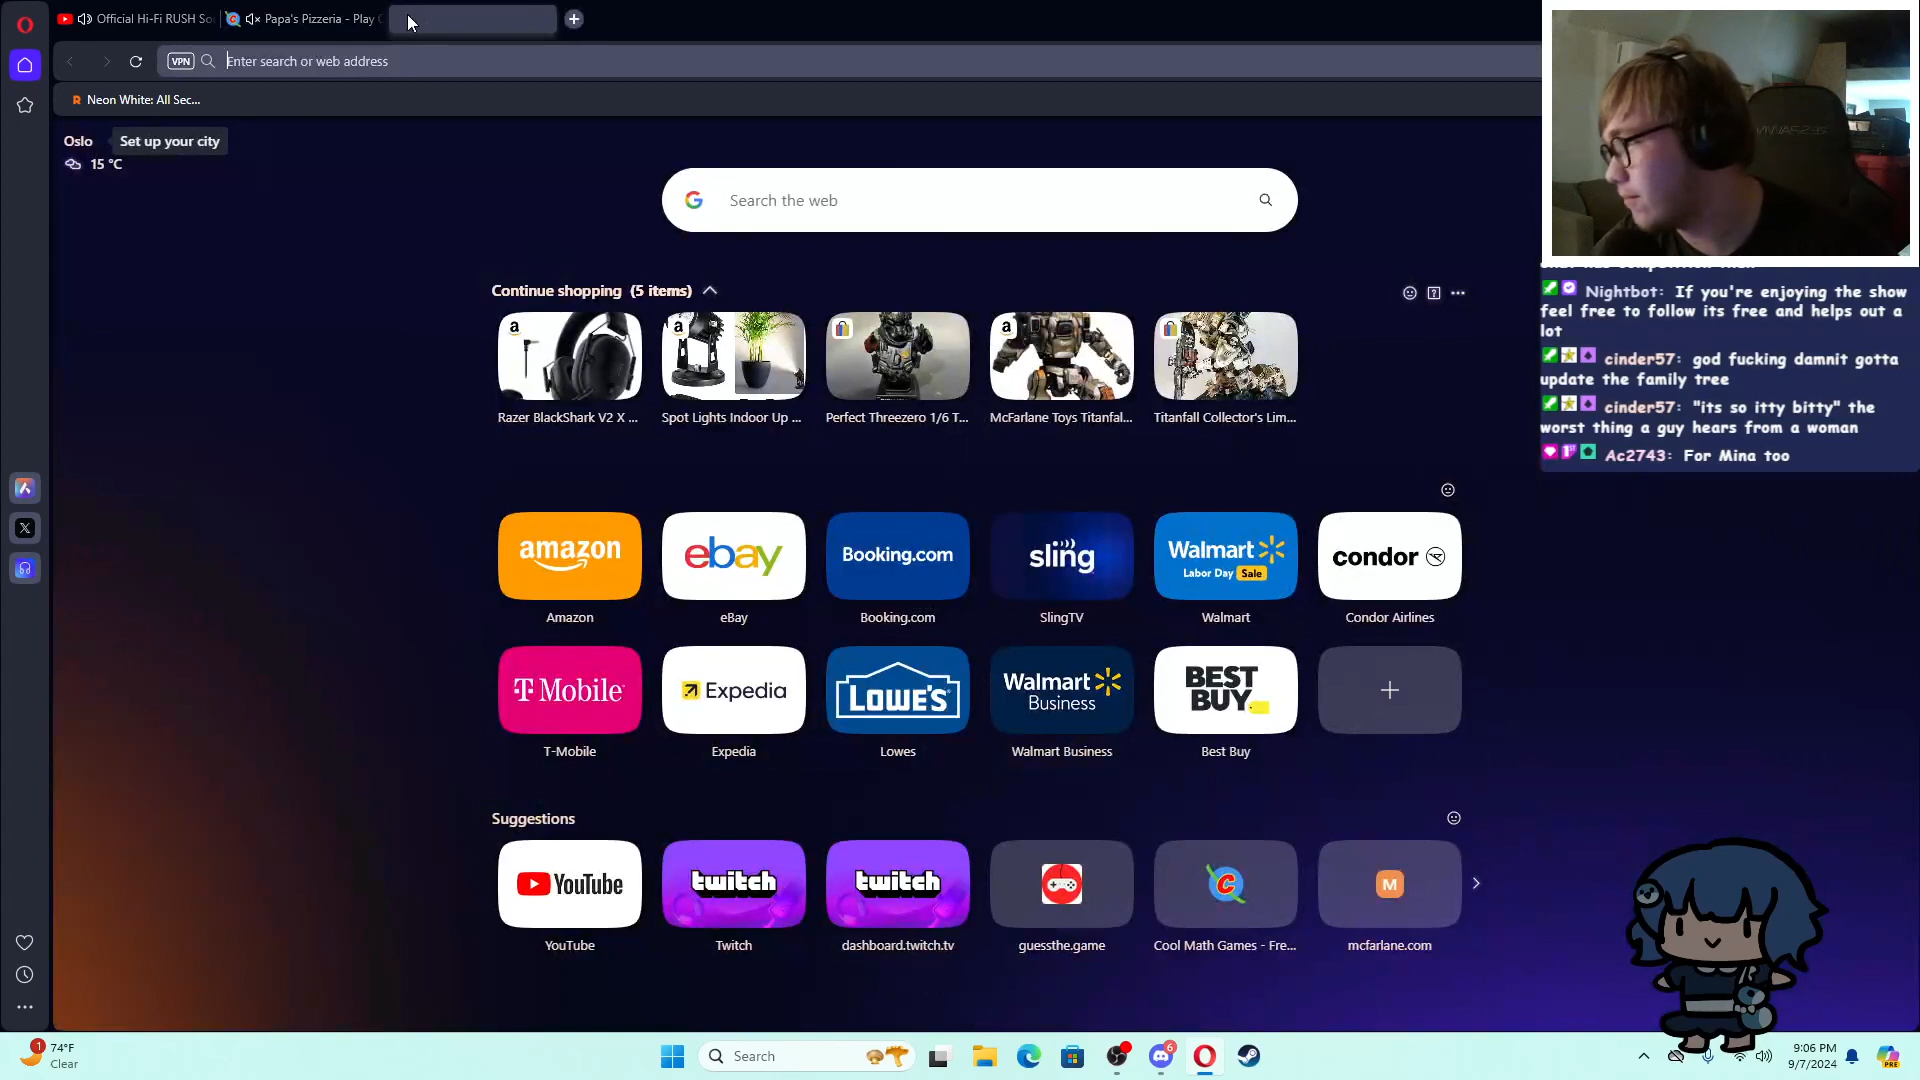 Official Hi-Fi RUSH So
Papa's Pizzeria - Play C
VPN
Enter search or web address
Neon White: All Sec...
Oslo
Set up your city
15 °C
Search the web
Continue shopping (5 items)
Razer BlackShark V2 X ...
Spot Lights Indoor Up ...
Perfect Threezero 1/6 T...
McFarlane Toys Titanfal...
Titanfall Collector's Lim...
Nightbot: If you're enjoying the show
feel free to follow its free and helps out a
lot
cinder57: god fucking damnit gotta
update the family tree
cinder57: "its so itty bitty" the
worst thing a guy hears from a woman
Ac2743: For Mina too
amazon
ebay
Booking.com
sling
Walmart
Labor Day Sale
condor
Amazon
eBay
Booking.com
SlingTV
Walmart
Condor Airlines
T Mobile
Expedia
LOWE'S
Walmart
Business
BEST
BUY
T-Mobile
Expedia
Lowes
Walmart Business
Best Buy
Suggestions
YouTube
twitch
twitch
C
M
YouTube
Twitch
dashboard.twitch.tv
guessthe.game
Cool Math Games - Fre...
mcfarlane.com
1
74°F
Clear
Search
6
9:06 PM
9/7/2024
PRE